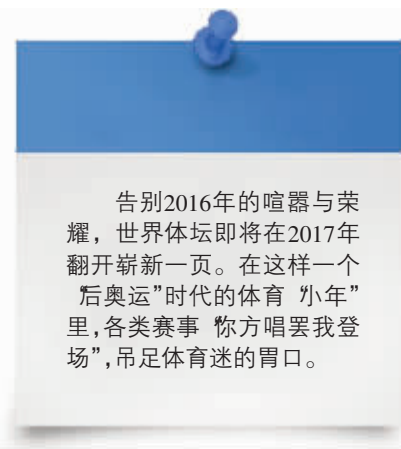 告别2016年的喧嚣与荣
耀，世界体坛即将在2017年
翻开崭新一页。在这样一个
“后奥运”时代的体育“小年”
里，各类赛事“你方唱罢我登
场”，吊足体育迷的胃口。